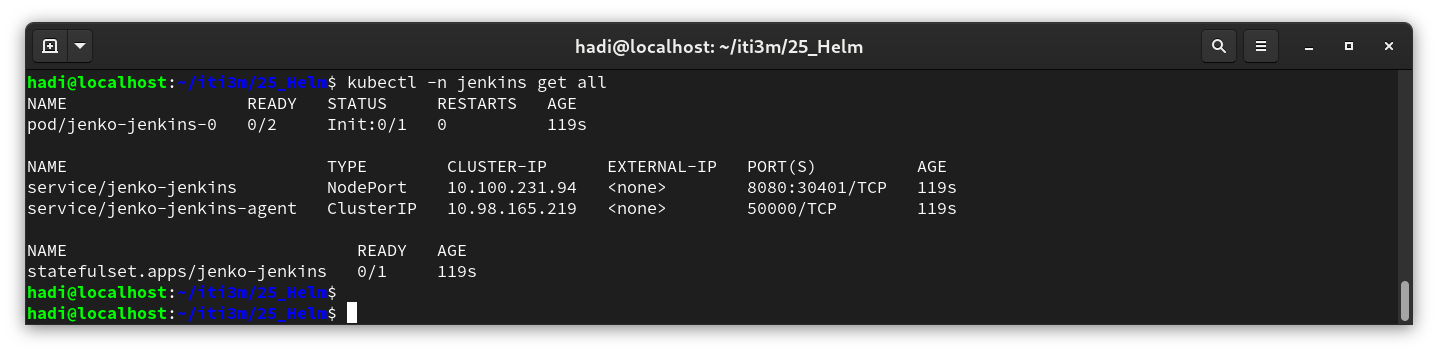 hadi@localhost: ~/iti3m/25_Helm
hadi@localhost:~/iti3m/25_Helm$ kubectl -n jenkins get all
NAME                  READY   STATUS     RESTARTS   AGE
pod/jenko-jenkins-0   0/2     Init:0/1   0          119s

NAME                          TYPE        CLUSTER-IP      EXTERNAL-IP   PORT(S)          AGE
service/jenko-jenkins         NodePort    10.100.231.94   <none>        8080:30401/TCP   119s
service/jenko-jenkins-agent   ClusterIP   10.98.165.219   <none>        50000/TCP        119s

NAME                             READY   AGE
statefulset.apps/jenko-jenkins   0/1     119s
hadi@localhost:~/iti3m/25_Helm$
hadi@localhost:~/iti3m/25_Helm$